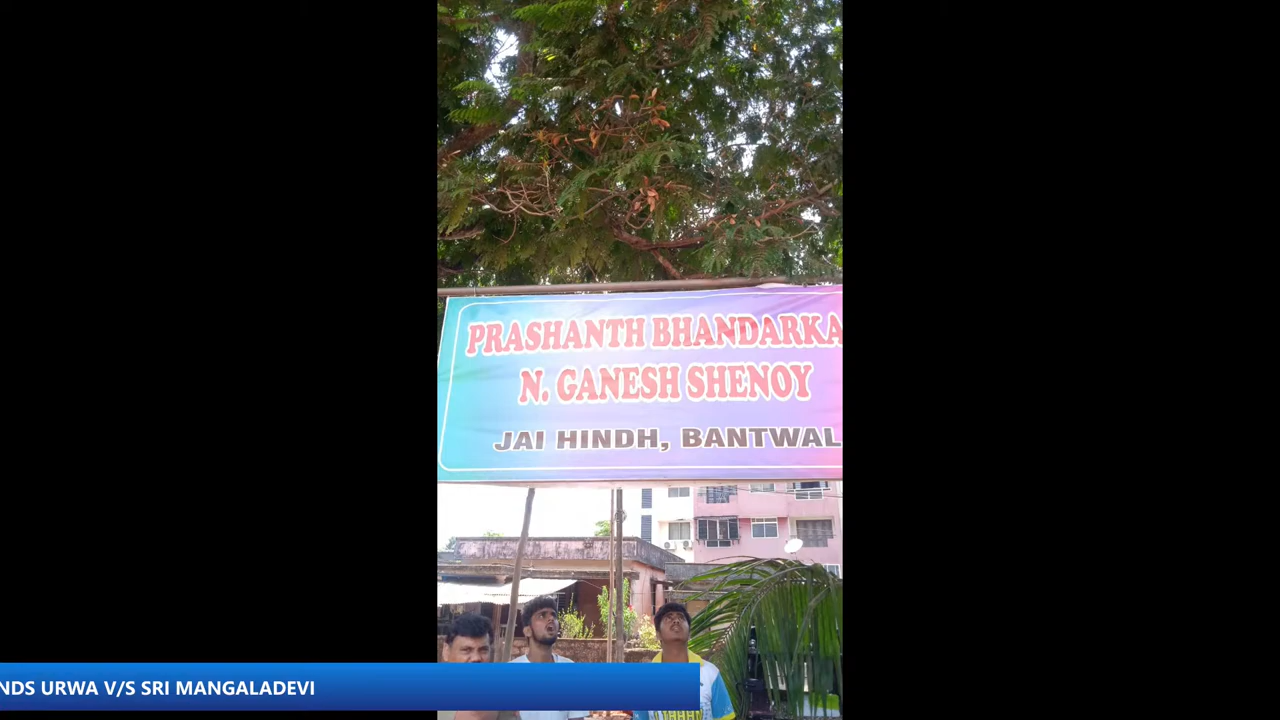 PRASHANTH BHANDARKA
N. GANESH SHENOY
JAI HINDH, BANTWAL
NDS URWA V/S SRI MANGALADEVI